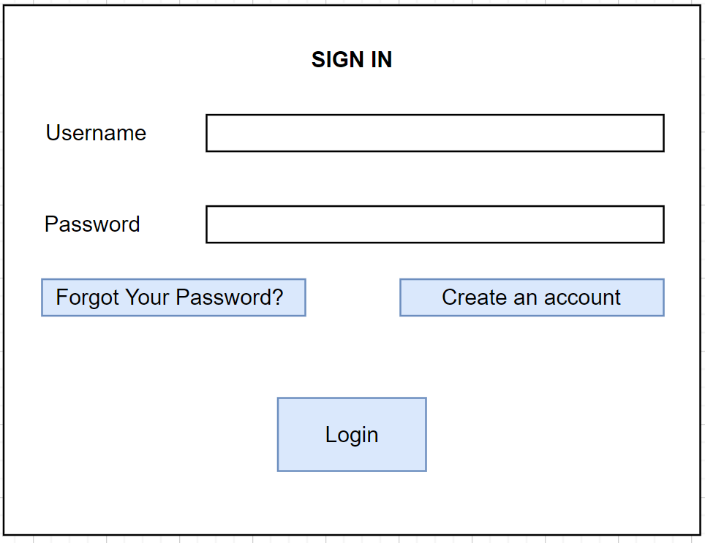 SIGN IN
Username
Password
Forgot Your Password?
Create an account
Login